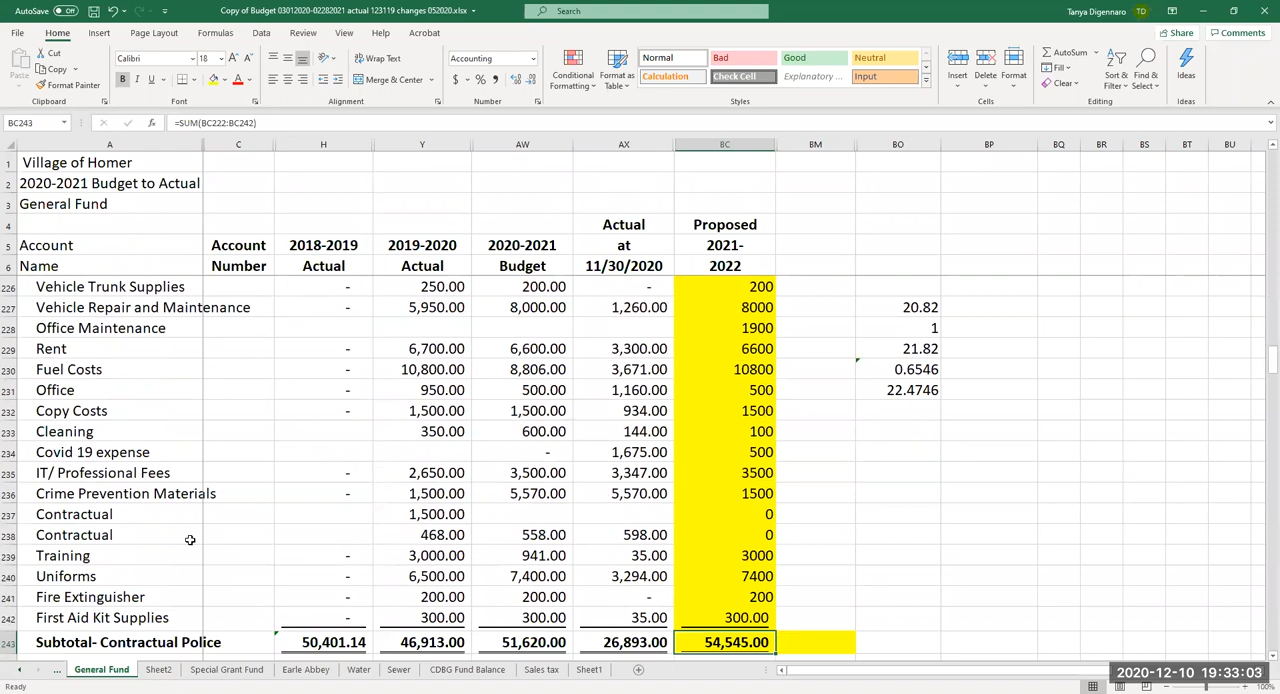 AutoSave Off Copy of Budget 03012020-02282021 actual 123119 changes 052020.xlsx Search Tanya Digennaro TD
File Home Insert Page Layout Formulas Data Review View Help Acrobat Share Comments
Paste Cut Copy Format Painter Clipboard
Calibri 18 B I U Font
Wrap Text Merge & Center Alignment
Accounting $ % Number
Conditional Formatting Format as Table Normal Bad Good Neutral Calculation Check Cell Explanatory ... Input Styles
Insert Delete Format Cells
AutoSum Fill Clear Sort & Filter Find & Select Editing
Ideas Ideas
BC243 fx =SUM(BC222:BC242)
A C H Y AW AX BC BM BO BP BQ BR BS BT BU
1 Village of Homer
2 2020-2021 Budget to Actual
3 General Fund
4 Actual Proposed
5 Account Account 2018-2019 2019-2020 2020-2021 at 2021-
6 Name Number Actual Actual Budget 11/30/2020 2022
226 Vehicle Trunk Supplies - 250.00 200.00 - 200
227 Vehicle Repair and Maintenance - 5,950.00 8,000.00 1,260.00 8000 20.82
228 Office Maintenance 1900 1
229 Rent - 6,700.00 6,600.00 3,300.00 6600 21.82
230 Fuel Costs - 10,800.00 8,806.00 3,671.00 10800 0.6546
231 Office - 950.00 500.00 1,160.00 500 22.4746
232 Copy Costs - 1,500.00 1,500.00 934.00 1500
233 Cleaning 350.00 600.00 144.00 100
234 Covid 19 expense - 1,675.00 500
235 IT/ Professional Fees - 2,650.00 3,500.00 3,347.00 3500
236 Crime Prevention Materials - 1,500.00 5,570.00 5,570.00 1500
237 Contractual 1,500.00 0
238 Contractual 468.00 558.00 598.00 0
239 Training - 3,000.00 941.00 35.00 3000
240 Uniforms - 6,500.00 7,400.00 3,294.00 7400
241 Fire Extinguisher - 200.00 200.00 - 200
242 First Aid Kit Supplies - 300.00 300.00 35.00 300.00
243 Subtotal- Contractual Police 50,401.14 46,913.00 51,620.00 26,893.00 54,545.00
... General Fund Sheet2 Special Grant Fund Earle Abbey Water Sewer CDBG Fund Balance Sales tax Sheet1
2020-12-10 19:33:03
Ready 100%